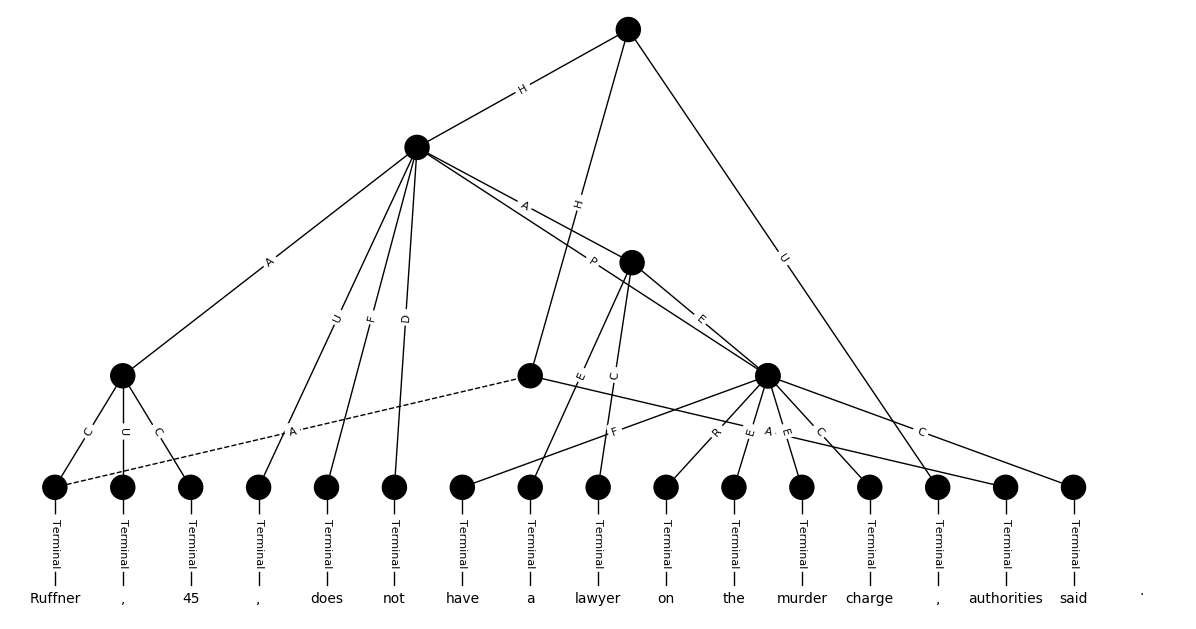 H
A H A P U
U F D E
E C
C U C A F R E A E C C
Terminal Terminal Terminal Terminal Terminal Terminal Terminal Terminal Terminal Terminal Terminal Terminal Terminal Terminal Terminal Terminal
Ruffner , 45 , does not have a lawyer on the murder charge , authorities said .